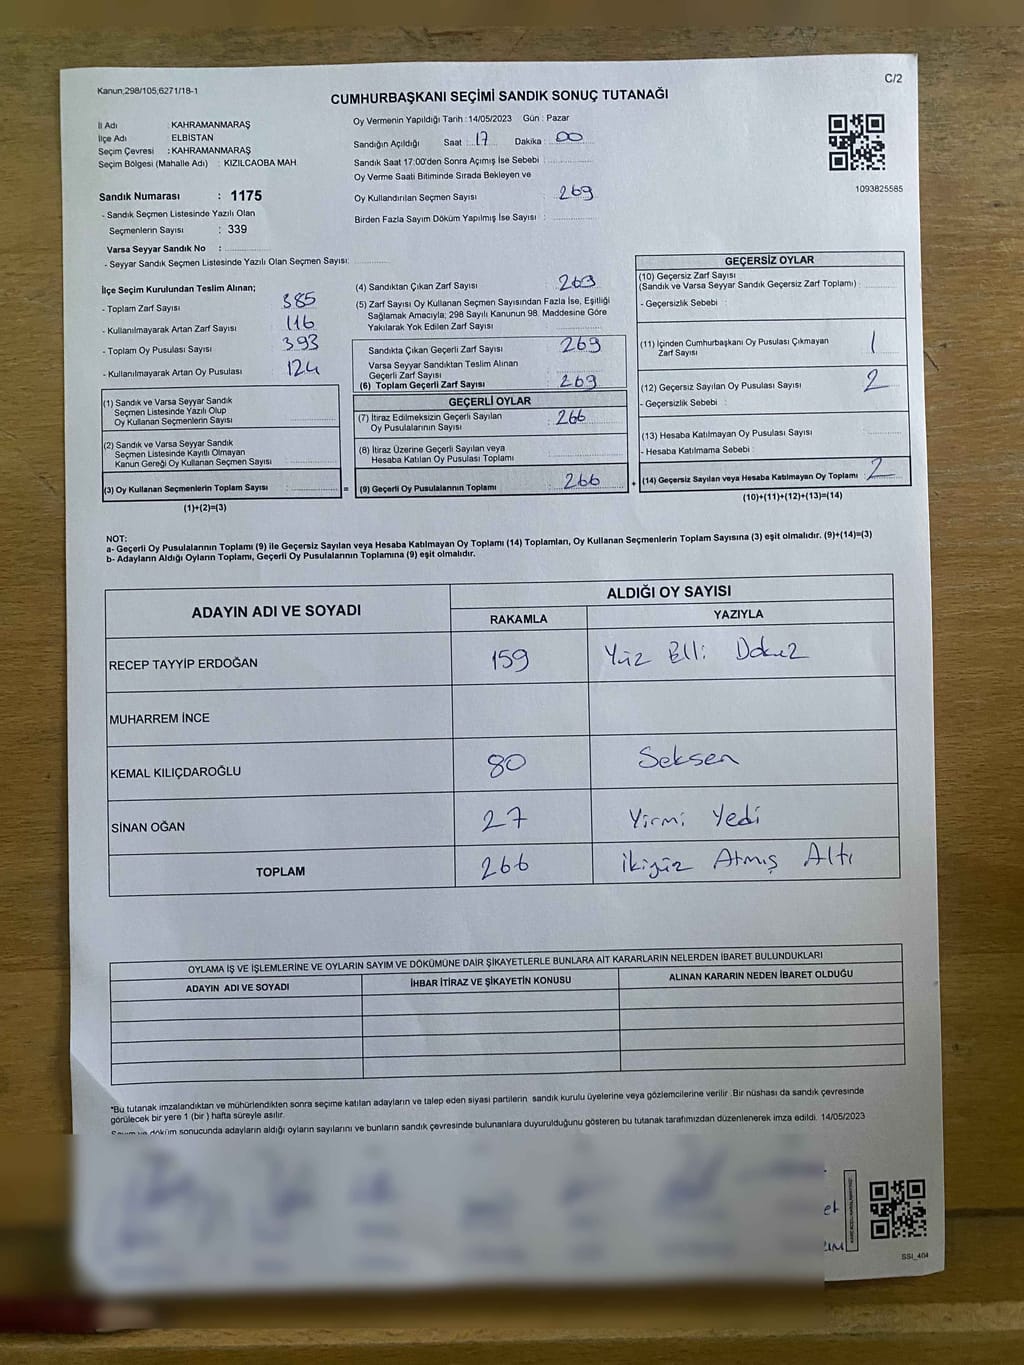 Kanun,298/105,6271/18-1
C/2
CUMHURBAŞKANI SEÇİMİ SANDIK SONUÇ TUTANAĞI
İl Adı : KAHRAMANMARAŞ
İlçe Adı : ELBİSTAN
Seçim Çevresi : KAHRAMANMARAŞ
Seçim Bölgesi (Mahalle Adı) : KIZILCAOBA MAH.
Sandık Numarası : 1175
- Sandık Seçmen Listesinde Yazılı Olan
Seçmenlerin Sayısı : 339
Varsa Seyyar Sandık No :
- Seyyar Sandık Seçmen Listesinde Yazılı Olan Seçmen Sayısı:
Oy Vermenin Yapıldığı Tarih : 14/05/2023 Gün : Pazar
Sandığın Açıldığı Saat : 17 Dakika : 00
Sandık Saat 17:00'den Sonra Açımış İse Sebebi :
Oy Verme Saati Bitiminde Sırada Bekleyen ve
Oy Kullandırılan Seçmen Sayısı : 269
Birden Fazla Sayım Döküm Yapılmış İse Sayısı :
1093825585
İlçe Seçim Kurulundan Teslim Alınan;
- Toplam Zarf Sayısı : 385
- Kullanılmayarak Artan Zarf Sayısı : 116
- Toplam Oy Pusulası Sayısı : 393
- Kullanılmayarak Artan Oy Pusulası : 124
(1) Sandık ve Varsa Seyyar Sandık
Seçmen Listesinde Yazılı Olup
Oy Kullanan Seçmenlerin Sayısı :
(2) Sandık ve Varsa Seyyar Sandık
Seçmen Listesinde Kayıtlı Olmayan
Kanun Gereği Oy Kullanan Seçmen Sayısı :
(3) Oy Kullanan Seçmenlerin Toplam Sayısı : =
(1)+(2)=(3)
(4) Sandıktan Çıkan Zarf Sayısı : 269
(5) Zarf Sayısı Oy Kullanan Seçmen Sayısından Fazla İse, Eşitliği
Sağlamak Amacıyla; 298 Sayılı Kanunun 98. Maddesine Göre
Yakılarak Yok Edilen Zarf Sayısı :
Sandıkta Çıkan Geçerli Zarf Sayısı : 269
Varsa Seyyar Sandıktan Teslim Alınan
Geçerli Zarf Sayısı :
(6) Toplam Geçerli Zarf Sayısı : 269
GEÇERLİ OYLAR
(7) İtiraz Edilmeksizin Geçerli Sayılan
Oy Pusulalarının Sayısı : 266
(8) İtiraz Üzerine Geçerli Sayılan veya
Hesaba Katılan Oy Pusulası Toplamı :
(9) Geçerli Oy Pusulalarının Toplamı : 266 +
GEÇERSİZ OYLAR
(10) Geçersiz Zarf Sayısı
(Sandık ve Varsa Seyyar Sandık Geçersiz Zarf Toplamı) :
- Geçersizlik Sebebi :
(11) İçinden Cumhurbaşkanı Oy Pusulası Çıkmayan
Zarf Sayısı : 1
(12) Geçersiz Sayılan Oy Pusulası Sayısı : 2
- Geçersizlik Sebebi :
(13) Hesaba Katılmayan Oy Pusulası Sayısı :
- Hesaba Katılmama Sebebi :
(14) Geçersiz Sayılan veya Hesaba Katılmayan Oy Toplamı : 2
(10)+(11)+(12)+(13)=(14)
NOT:
a- Geçerli Oy Pusulalarının Toplamı (9) ile Geçersiz Sayılan veya Hesaba Katılmayan Oy Toplamı (14) Toplamları, Oy Kullanan Seçmenlerin Toplam Sayısına (3) eşit olmalıdır. (9)+(14)=(3)
b- Adayların Aldığı Oyların Toplamı, Geçerli Oy Pusulalarının Toplamına (9) eşit olmalıdır.
ADAYIN ADI VE SOYADI
ALDIĞI OY SAYISI
RAKAMLA YAZIYLA
RECEP TAYYİP ERDOĞAN 159 Yüz Elli Dokuz
MUHARREM İNCE
KEMAL KILIÇDAROĞLU 80 Seksen
SİNAN OĞAN 27 Yirmi Yedi
TOPLAM 266 İkiyüz Atmış Altı
OYLAMA İŞ VE İŞLEMLERİNE VE OYLARIN SAYIM VE DÖKÜMÜNE DAİR ŞİKAYETLERLE BUNLARA AİT KARARLARIN NELERDEN İBARET BULUNDUKLARI
ADAYIN ADI VE SOYADI İHBAR İTİRAZ VE ŞİKAYETİN KONUSU ALINAN KARARIN NEDEN İBARET OLDUĞU
*Bu tutanak imzalandıktan ve mühürlendikten sonra seçime katılan adayların ve talep eden siyasi partilerin sandık kurulu üyelerine veya gözlemcilerine verilir .Bir nüshası da sandık çevresinde
görülecek bir yere 1 (bir ) hafta süreyle asılır.
Sayım ve döküm sonucunda adayların aldığı oyların sayılarını ve bunların sandık çevresinde bulunanlara duyurulduğunu gösteren bu tutanak tarafımızdan düzenlenerek imza edildi. 14/05/2023
SSI_404